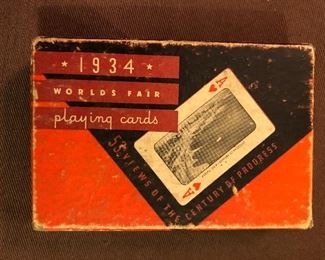 ★ 1934 ★
WORLDS FAIR
playing cards
A
A
53 VIEWS OF THE CENTURY OF PROGRESS